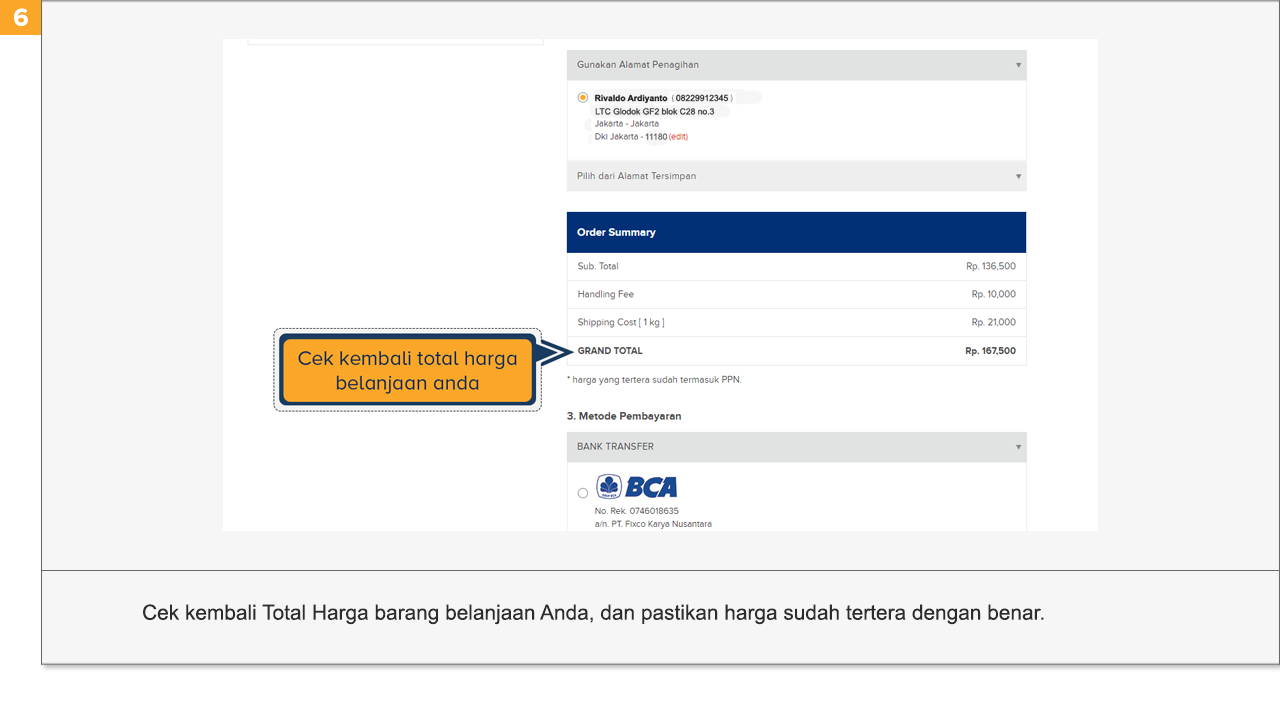 6
Gunakan Alamat Penagihan
Rivaldo Ardiyanto ( 08229912345 )
LTC Glodok GF2 blok C28 no.3
Jakarta - Jakarta
Dki Jakarta - 11180 (edit)
Pilih dari Alamat Tersimpan
Order Summary
Sub. Total Rp. 136,500
Handling Fee Rp. 10,000
Shipping Cost [ 1 kg ] Rp. 21,000
GRAND TOTAL Rp. 167,500
Cek kembali total harga
belanjaan anda
* harga yang tertera sudah termasuk PPN.
3. Metode Pembayaran
BANK TRANSFER
BCA
No. Rek. 0746018635
a/n. PT. Fixco Karya Nusantara
Cek kembali Total Harga barang belanjaan Anda, dan pastikan harga sudah tertera dengan benar.